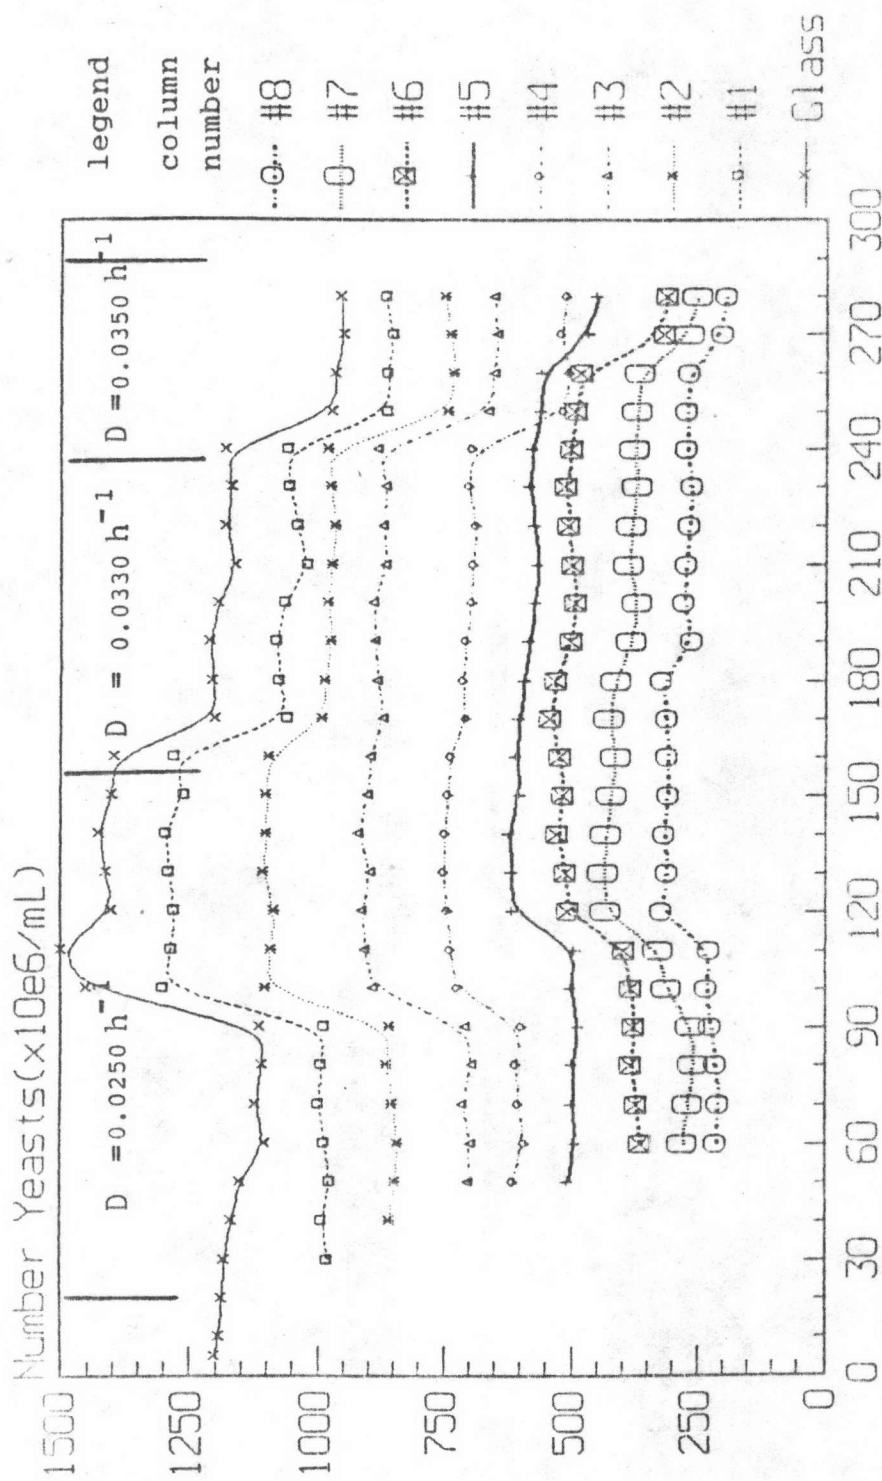 Number Yeasts(x10e6/mL)
1500
1250
1000
750
500
250
0
D =0.0250 h-1
D = 0.0330 h-1
D =0.0350 h-1
0 30 60 90 120 150 180 210 240 270 300
legend
column
number
#8
#7
#6
#5
#4
#3
#2
#1
Glass